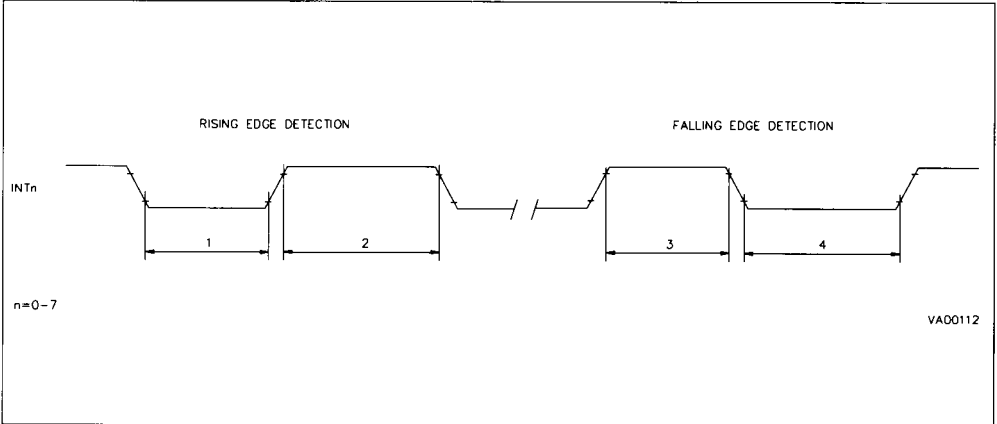 RISING EDGE DETECTION
FALLING EDGE DETECTION
INTn
1
2
3
4
n=0-7
VA00112